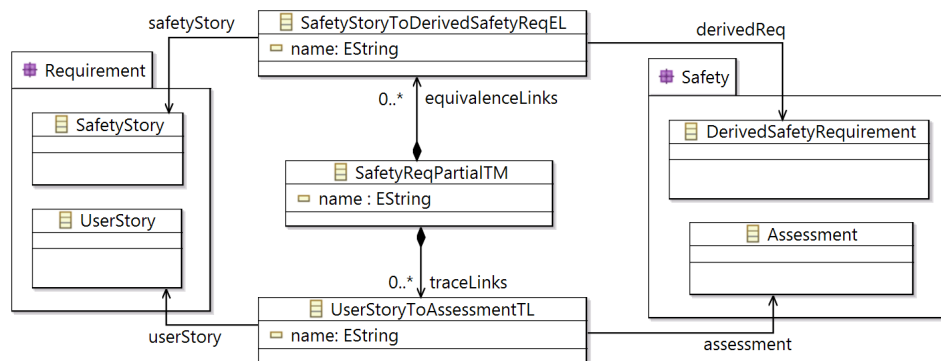 safetyStory
SafetyStoryToDerivedSafetyReqEL
name: EString
derivedReq
Requirement
Safety
0..*
equivalenceLinks
SafetyStory
DerivedSafetyRequirement
SafetyReqPartialTM
name : EString
UserStory
Assessment
0..*
traceLinks
UserStoryToAssessmentTL
name: EString
userStory
assessment